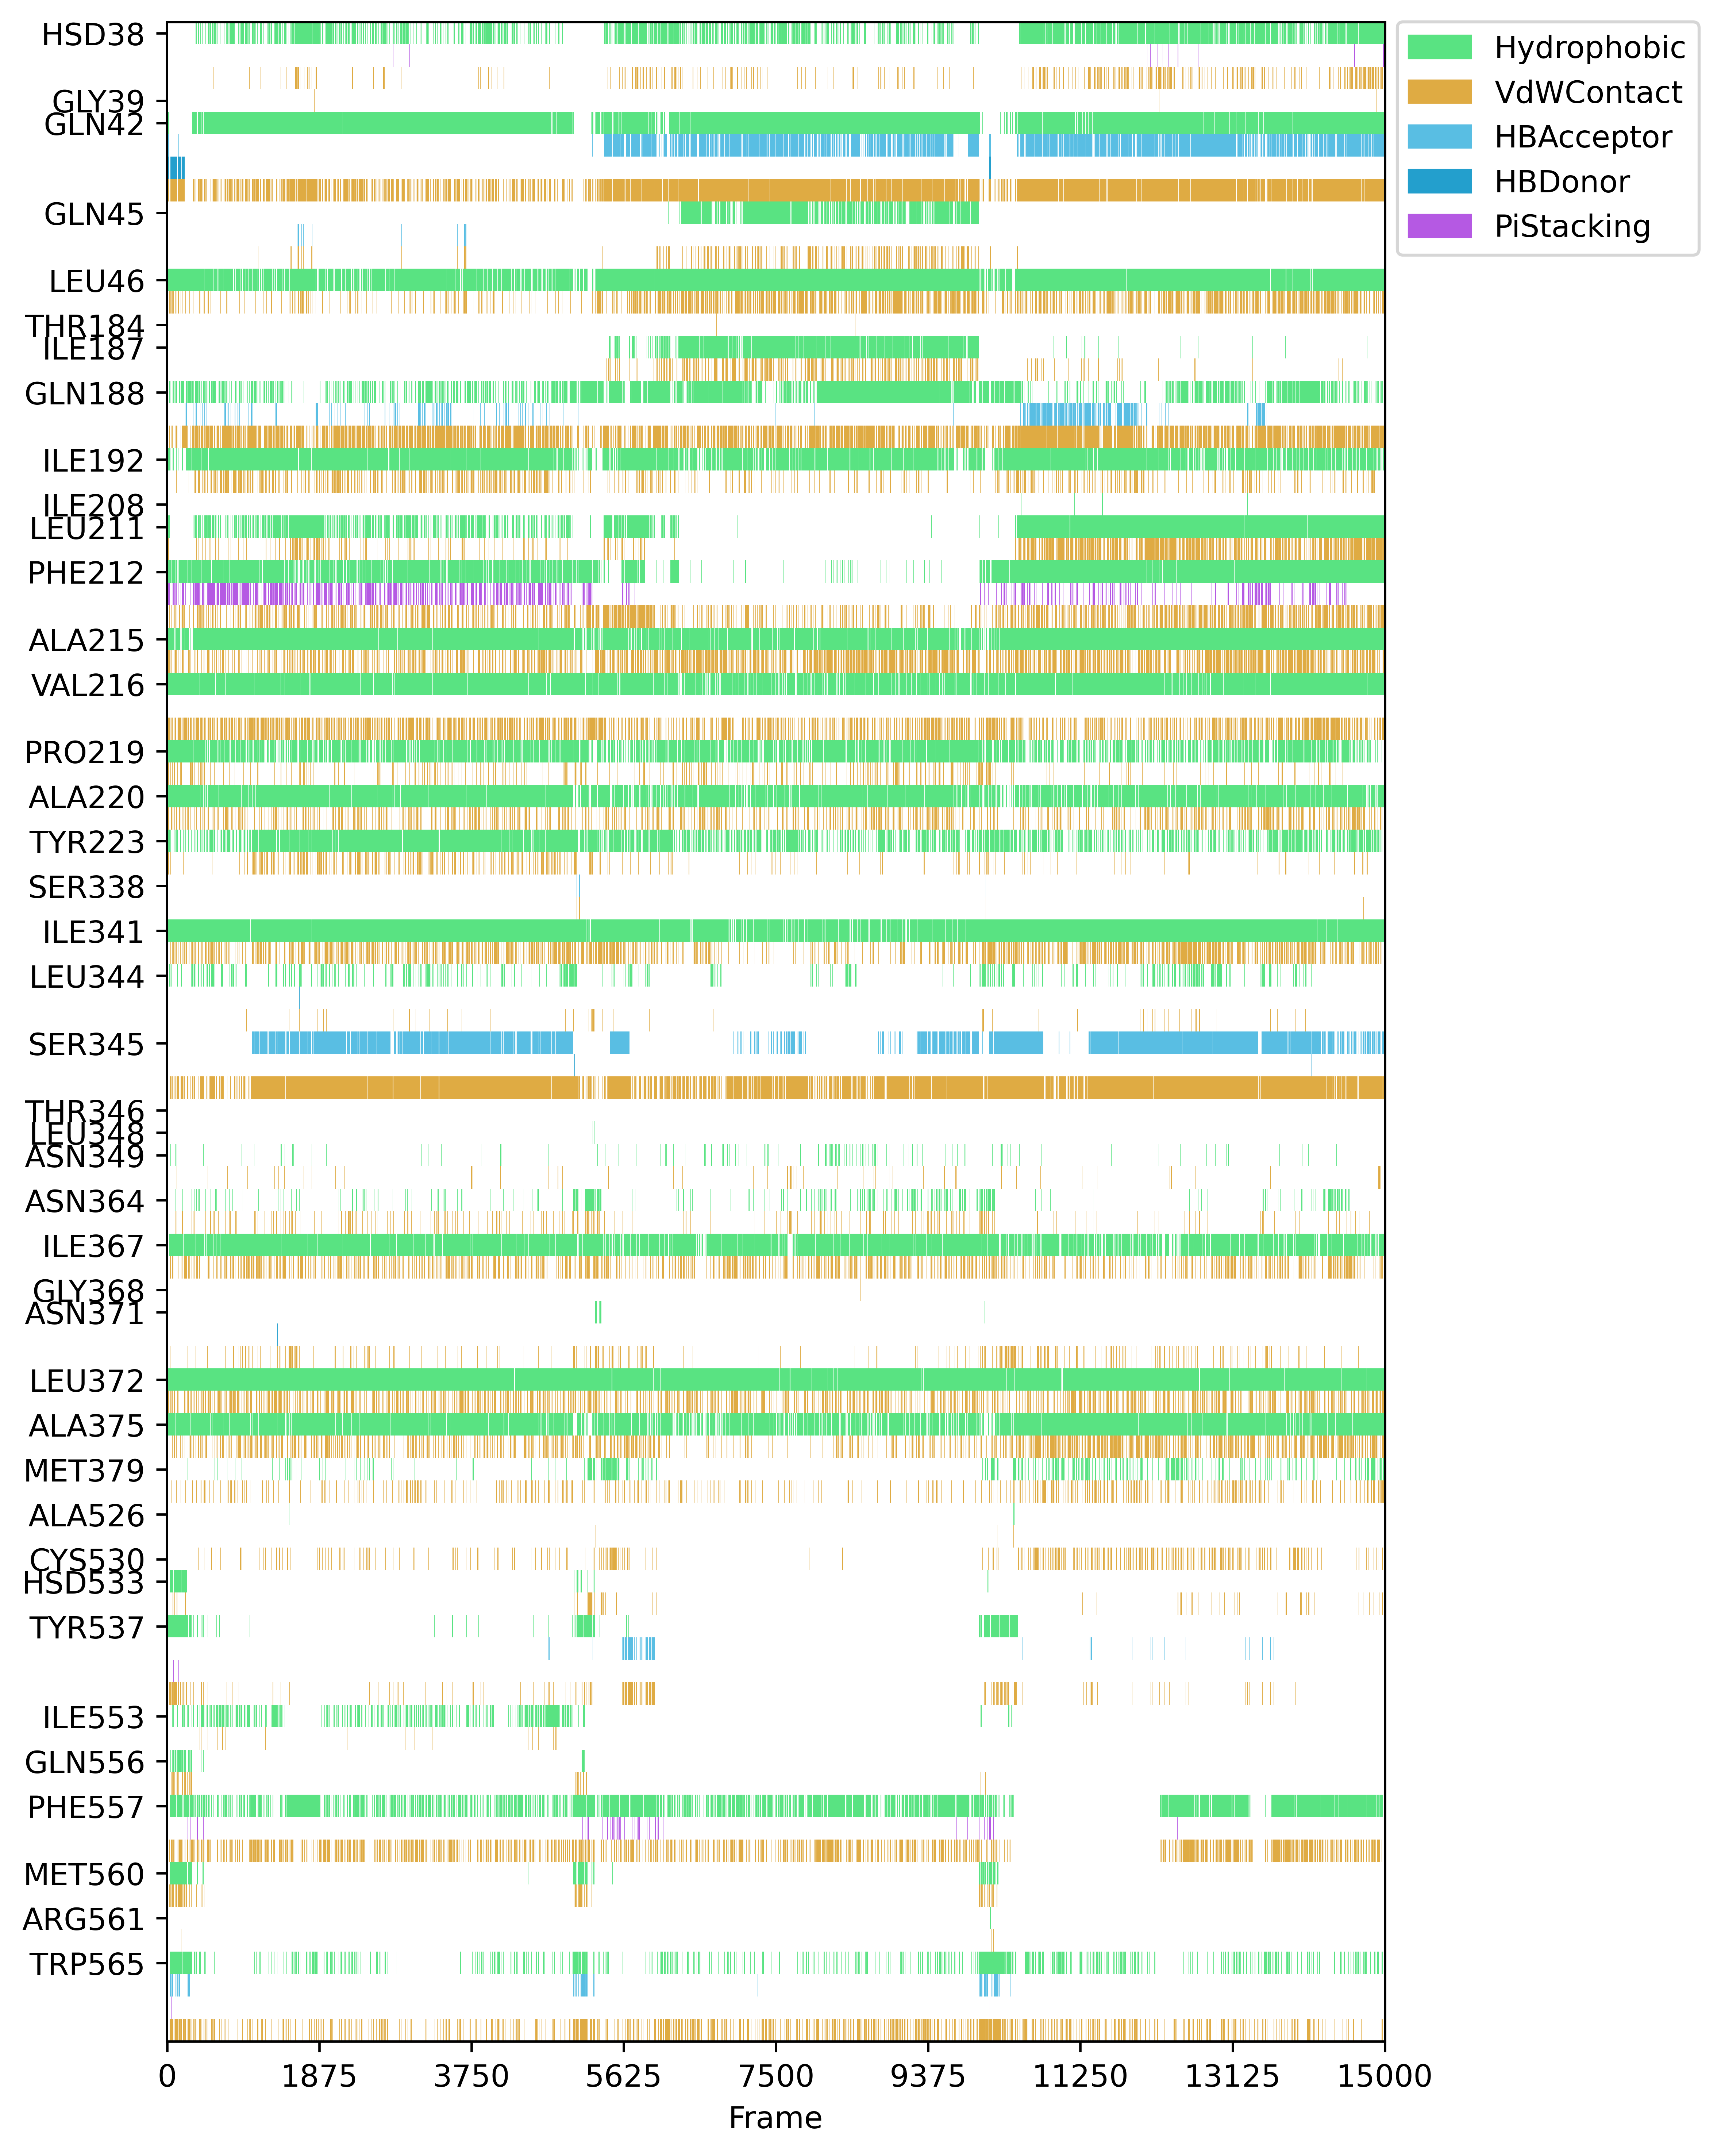 HSD38
GLY39
GLN42
GLN45
LEU46
THR184
ILE187
GLN188
ILE192
ILE208
LEU211
PHE212
ALA215
VAL216
PRO219
ALA220
TYR223
SER338
ILE341
LEU344
SER345
THR346
LEU348
ASN349
ASN364
ILE367
GLY368
ASN371
LEU372
ALA375
MET379
ALA526
CYS530
HSD533
TYR537
ILE553
GLN556
PHE557
MET560
ARG561
TRP565
0 1875 3750 5625 7500 9375 11250 13125 15000
Frame
Hydrophobic
VdWContact
HBAcceptor
HBDonor
PiStacking